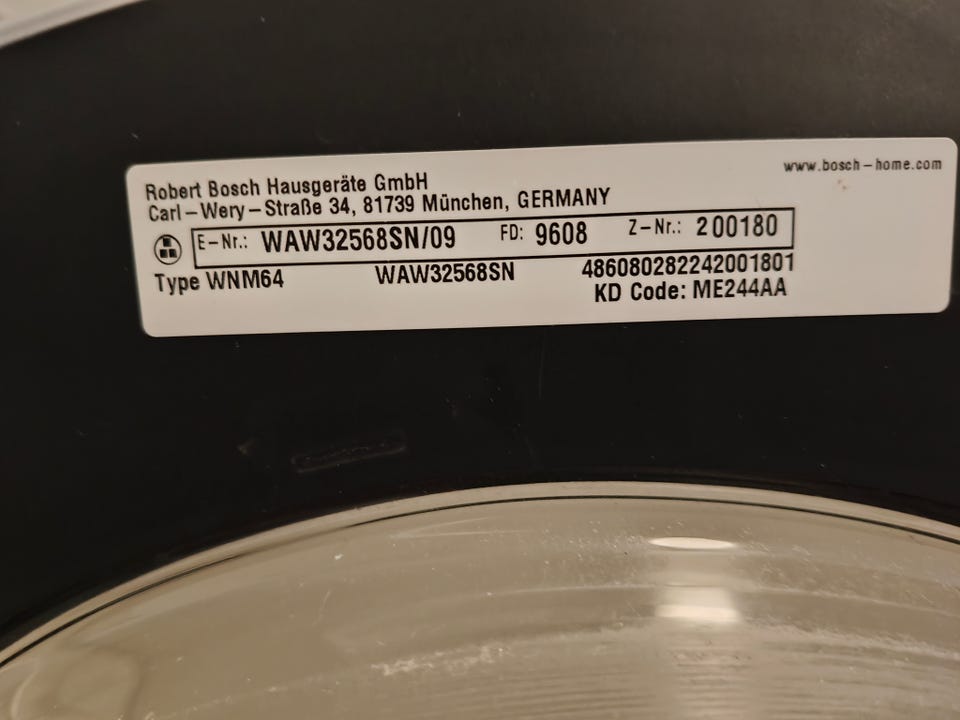 www.bosch-home.com
Robert Bosch Hausgeräte GmbH
Carl-Wery-Straße 34, 81739 München, GERMANY
E-Nr.: WAW32568SN/09 FD: 9608 Z-Nr.: 200180
Type WNM64 WAW32568SN 486080282242001801
KD Code: ME244AA